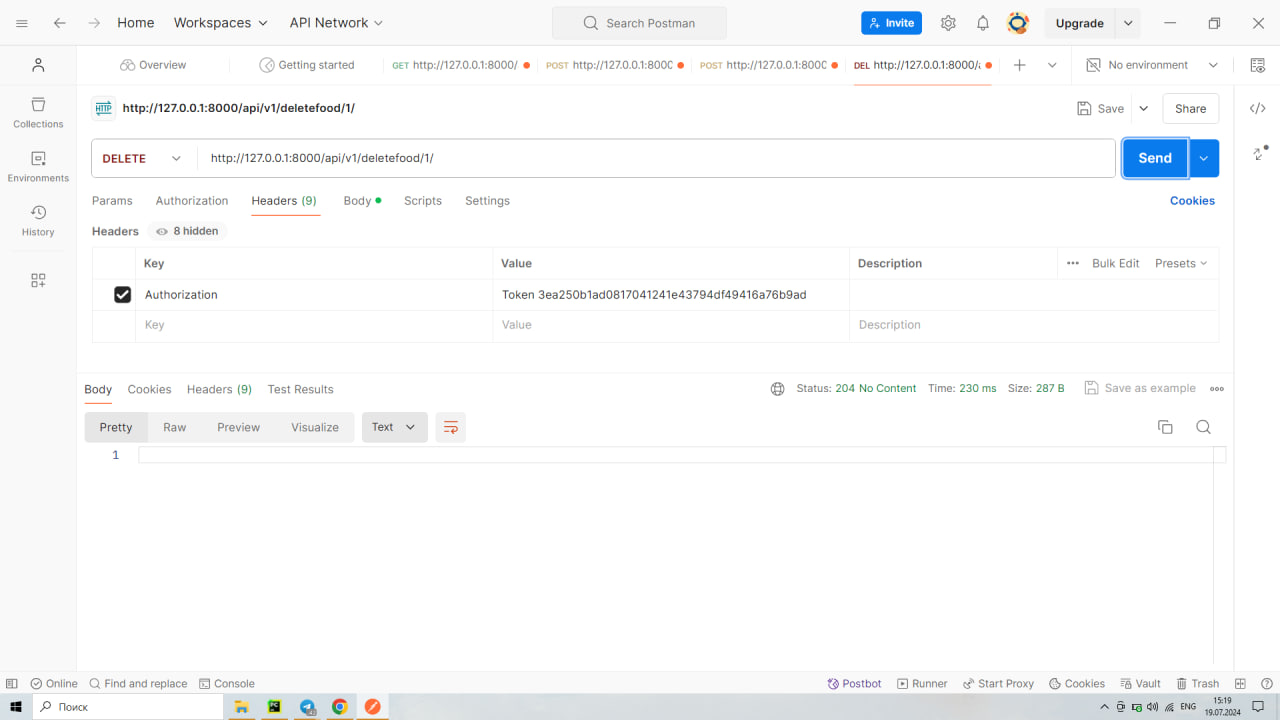 Home Workspaces API Network Search Postman Invite Upgrade
Overview Getting started GET http://127.0.0.1:8000/ POST http://127.0.0.1:8000 POST http://127.0.0.1:8000 DEL http://127.0.0.1:8000/a No environment
HTTP http://127.0.0.1:8000/api/v1/deletefood/1/ Save Share
Collections
DELETE http://127.0.0.1:8000/api/v1/deletefood/1/ Send
Environments
Params Authorization Headers (9) Body Scripts Settings Cookies
History
Headers 8 hidden
Key Value Description Bulk Edit Presets
Authorization Token 3ea250b1ad0817041241e43794df49416a76b9ad
Key Value Description
Body Cookies Headers (9) Test Results Status: 204 No Content Time: 230 ms Size: 287 B Save as example
Pretty Raw Preview Visualize Text
1
Online Find and replace Console Postbot Runner Start Proxy Cookies Vault Trash
Поиск PC ENG 15:19
19.07.2024